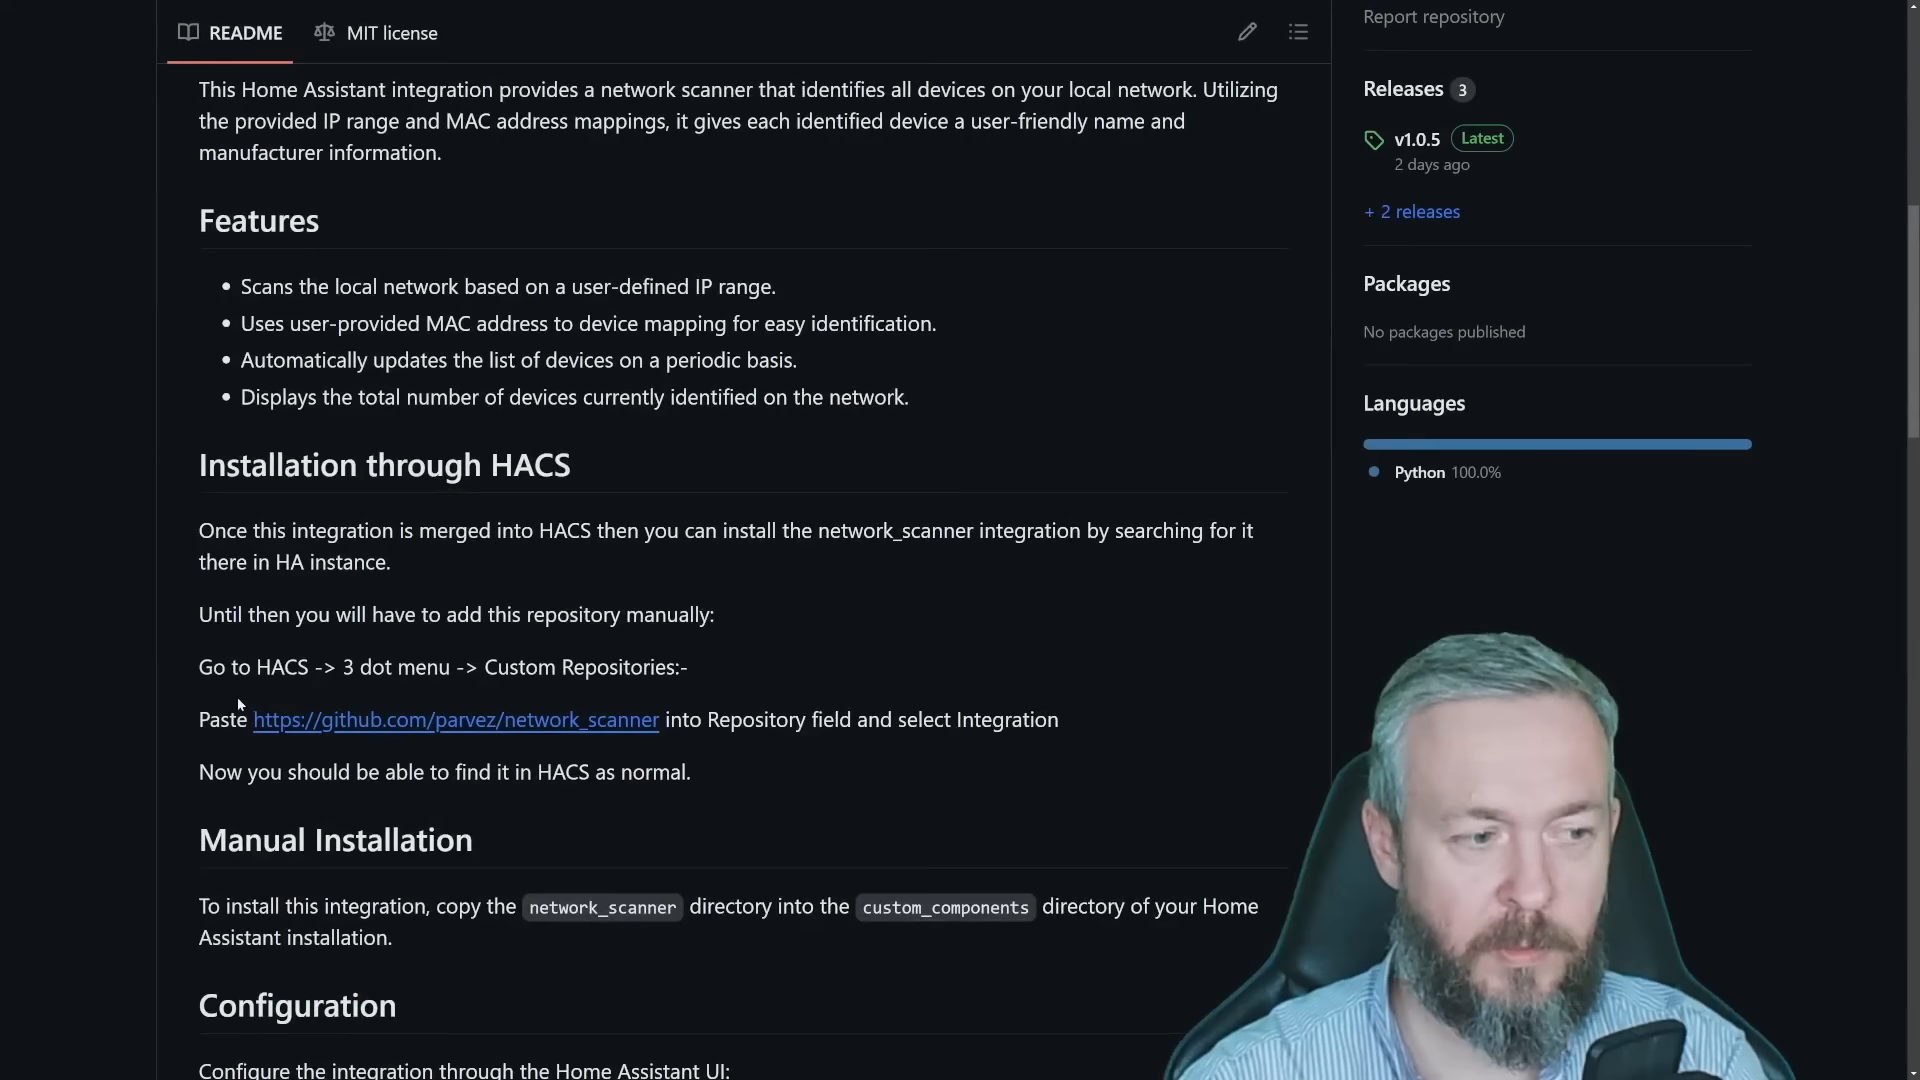 README
MIT license
This Home Assistant integration provides a network scanner that identifies all devices on your local network. Utilizing
the provided IP range and MAC address mappings, it gives each identified device a user-friendly name and
manufacturer information.
Features
Scans the local network based on a user-defined IP range.
Uses user-provided MAC address to device mapping for easy identification.
Automatically updates the list of devices on a periodic basis.
Displays the total number of devices currently identified on the network.
Installation through HACS
Once this integration is merged into HACS then you can install the network_scanner integration by searching for it
there in HA instance.
Until then you will have to add this repository manually:
Go to HACS -> 3 dot menu -> Custom Repositories:-
Paste https://github.com/parvez/network_scanner into Repository field and select Integration
Now you should be able to find it in HACS as normal.
Manual Installation
To install this integration, copy the network_scanner directory into the custom_components directory of your Home
Assistant installation.
Configuration
Configure the integration through the Home Assistant UI:
Report repository
Releases 3
v1.0.5 Latest
2 days ago
+ 2 releases
Packages
No packages published
Languages
Python 100.0%